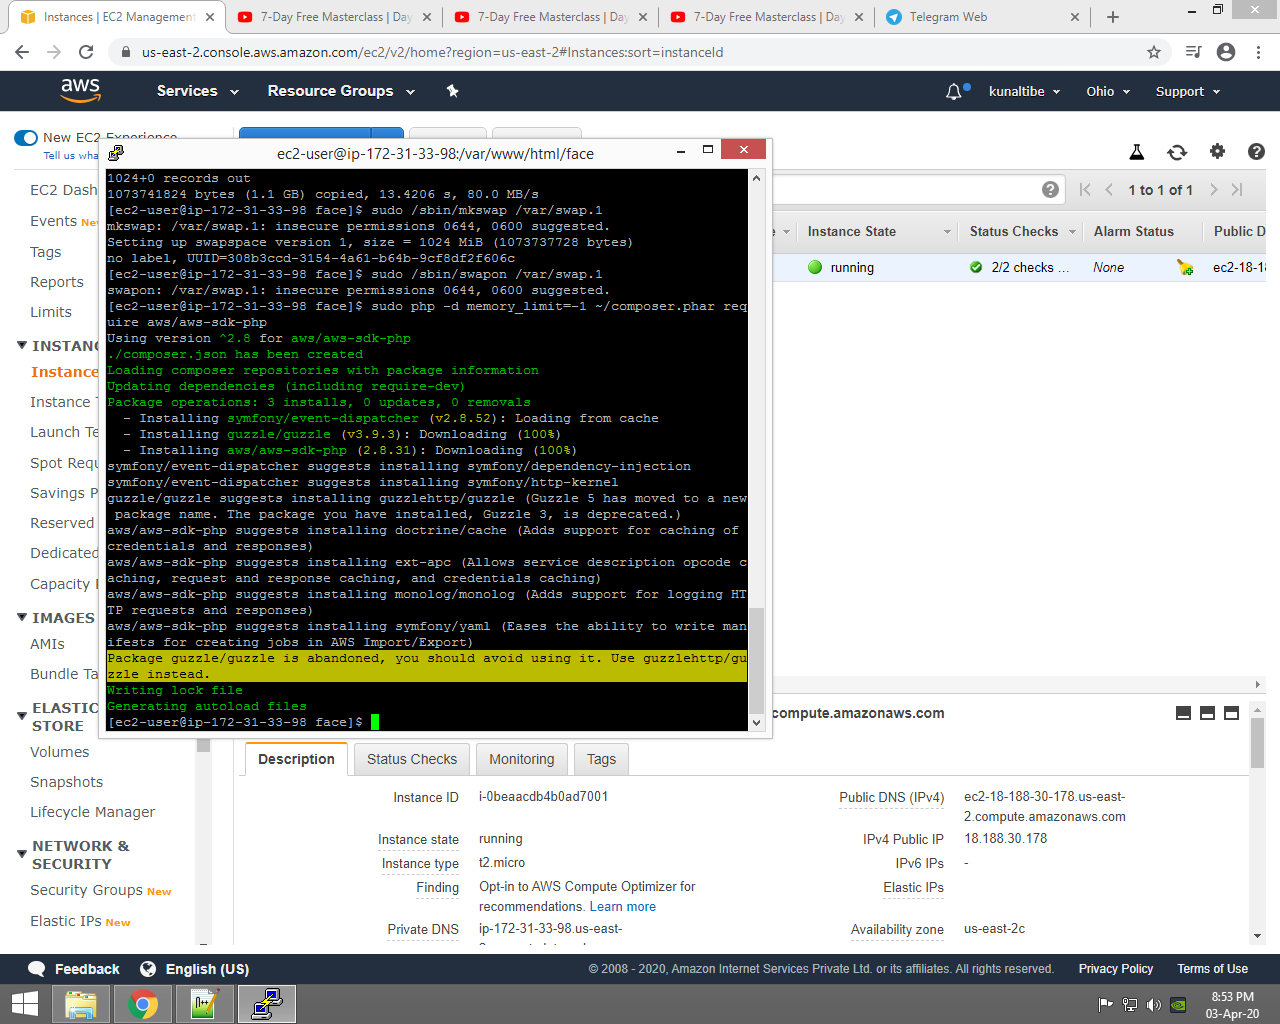 Instances | EC2 Management
7-Day Free Masterclass | Day
7-Day Free Masterclass | Day
7-Day Free Masterclass | Day
Telegram Web
us-east-2.console.aws.amazon.com/ec2/v2/home?region=us-east-2#Instances:sort=instanceId
aws
Services
Resource Groups
kunaltibe
Ohio
Support
New EC2 Experience
Tell us wha
EC2 Dash
Events New
Tags
Reports
Limits
INSTANC
Instance
Instance T
Launch Te
Spot Requ
Savings P
Reserved
Dedicated
Capacity R
IMAGES
AMIs
Bundle Ta
ELASTIC
STORE
Volumes
Snapshots
Lifecycle Manager
NETWORK &
SECURITY
Security Groups New
Elastic IPs New
ec2-user@ip-172-31-33-98:/var/www/html/face
1024+0 records out
1073741824 bytes (1.1 GB) copied, 13.4206 s, 80.0 MB/s
[ec2-user@ip-172-31-33-98 face]$ sudo /sbin/mkswap /var/swap.1
mkswap: /var/swap.1: insecure permissions 0644, 0600 suggested.
Setting up swapspace version 1, size = 1024 MiB (1073737728 bytes)
no label, UUID=308b3ccd-3154-4a61-b64b-9cf8df2f606c
[ec2-user@ip-172-31-33-98 face]$ sudo /sbin/swapon /var/swap.1
swapon: /var/swap.1: insecure permissions 0644, 0600 suggested.
[ec2-user@ip-172-31-33-98 face]$ sudo php -d memory_limit=-1 ~/composer.phar req
uire aws/aws-sdk-php
Using version ^2.8 for aws/aws-sdk-php
./composer.json has been created
Loading composer repositories with package information
Updating dependencies (including require-dev)
Package operations: 3 installs, 0 updates, 0 removals
- Installing symfony/event-dispatcher (v2.8.52): Loading from cache
- Installing guzzle/guzzle (v3.9.3): Downloading (100%)
- Installing aws/aws-sdk-php (2.8.31): Downloading (100%)
symfony/event-dispatcher suggests installing symfony/dependency-injection
symfony/event-dispatcher suggests installing symfony/http-kernel
guzzle/guzzle suggests installing guzzlehttp/guzzle (Guzzle 5 has moved to a new
package name. The package you have installed, Guzzle 3, is deprecated.)
aws/aws-sdk-php suggests installing doctrine/cache (Adds support for caching of
credentials and responses)
aws/aws-sdk-php suggests installing ext-apc (Allows service description opcode c
aching, request and response caching, and credentials caching)
aws/aws-sdk-php suggests installing monolog/monolog (Adds support for logging HT
TP requests and responses)
aws/aws-sdk-php suggests installing symfony/yaml (Eases the ability to write man
ifests for creating jobs in AWS Import/Export)
Package guzzle/guzzle is abandoned, you should avoid using it. Use guzzlehttp/gu
zzle instead.
Writing lock file
Generating autoload files
[ec2-user@ip-172-31-33-98 face]$
1 to 1 of 1
Instance State
Status Checks
Alarm Status
Public D
running
2/2 checks ...
None
ec2-18-18
compute.amazonaws.com
Description
Status Checks
Monitoring
Tags
Instance ID
i-0beaacdb4b0ad7001
Public DNS (IPv4)
ec2-18-188-30-178.us-east-
2.compute.amazonaws.com
Instance state
running
IPv4 Public IP
18.188.30.178
Instance type
t2.micro
IPv6 IPs
-
Finding
Opt-in to AWS Compute Optimizer for
recommendations. Learn more
Elastic IPs
Private DNS
ip-172-31-33-98.us-east-
Availability zone
us-east-2c
Feedback
English (US)
© 2008 - 2020, Amazon Internet Services Private Ltd. or its affiliates. All rights reserved.
Privacy Policy
Terms of Use
8:53 PM
03-Apr-20